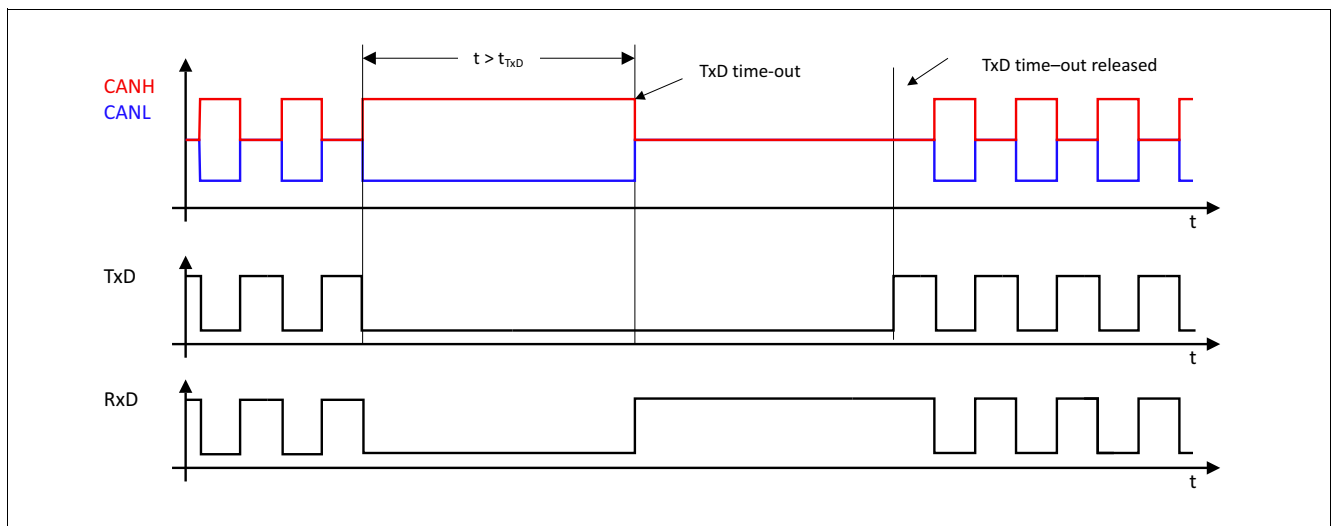 t > tTxD
TxD time-out
TxD time–out released
CANH
CANL
t
TxD
t
RxD
t